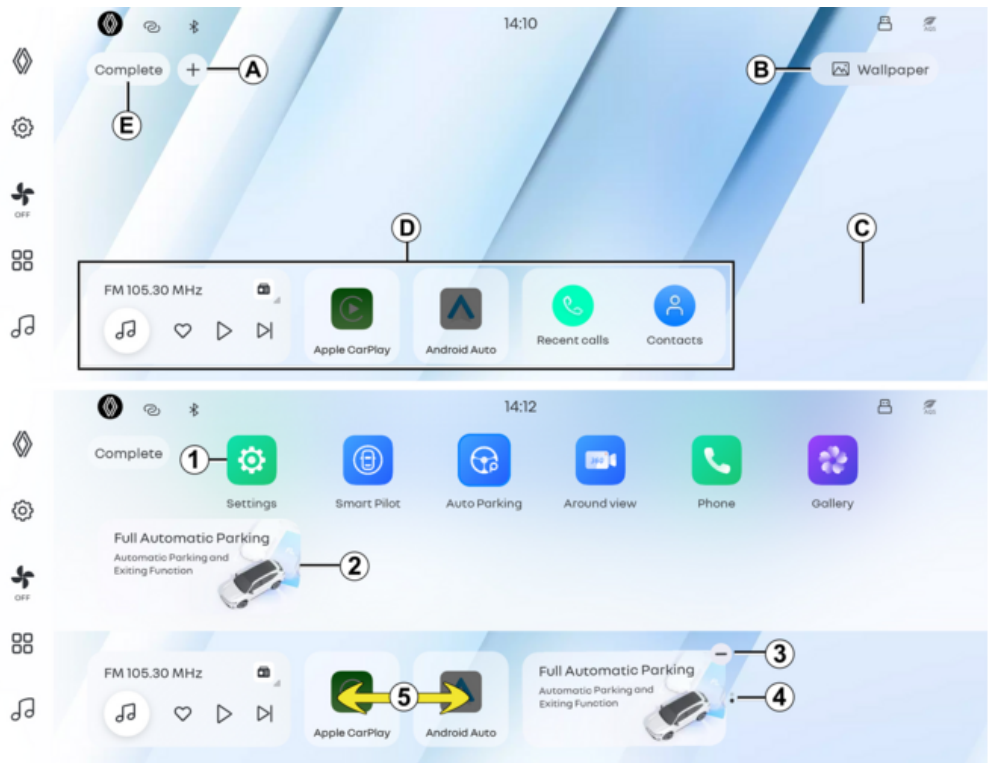 14:10
AQS
Complete
A
B
Wallpaper
E
OFF
D
C
FM 105.30 MHz
Apple CarPlay
Android Auto
Recent calls
Contacts
14:12
AQS
Complete
1
Settings
Smart Pilot
Auto Parking
360
Around view
Phone
Gallery
Full Automatic Parking
Automatic Parking and
Exiting Function
2
OFF
3
FM 105.30 MHz
5
Apple CarPlay
Android Auto
Full Automatic Parking
Automatic Parking and
Exiting Function
4